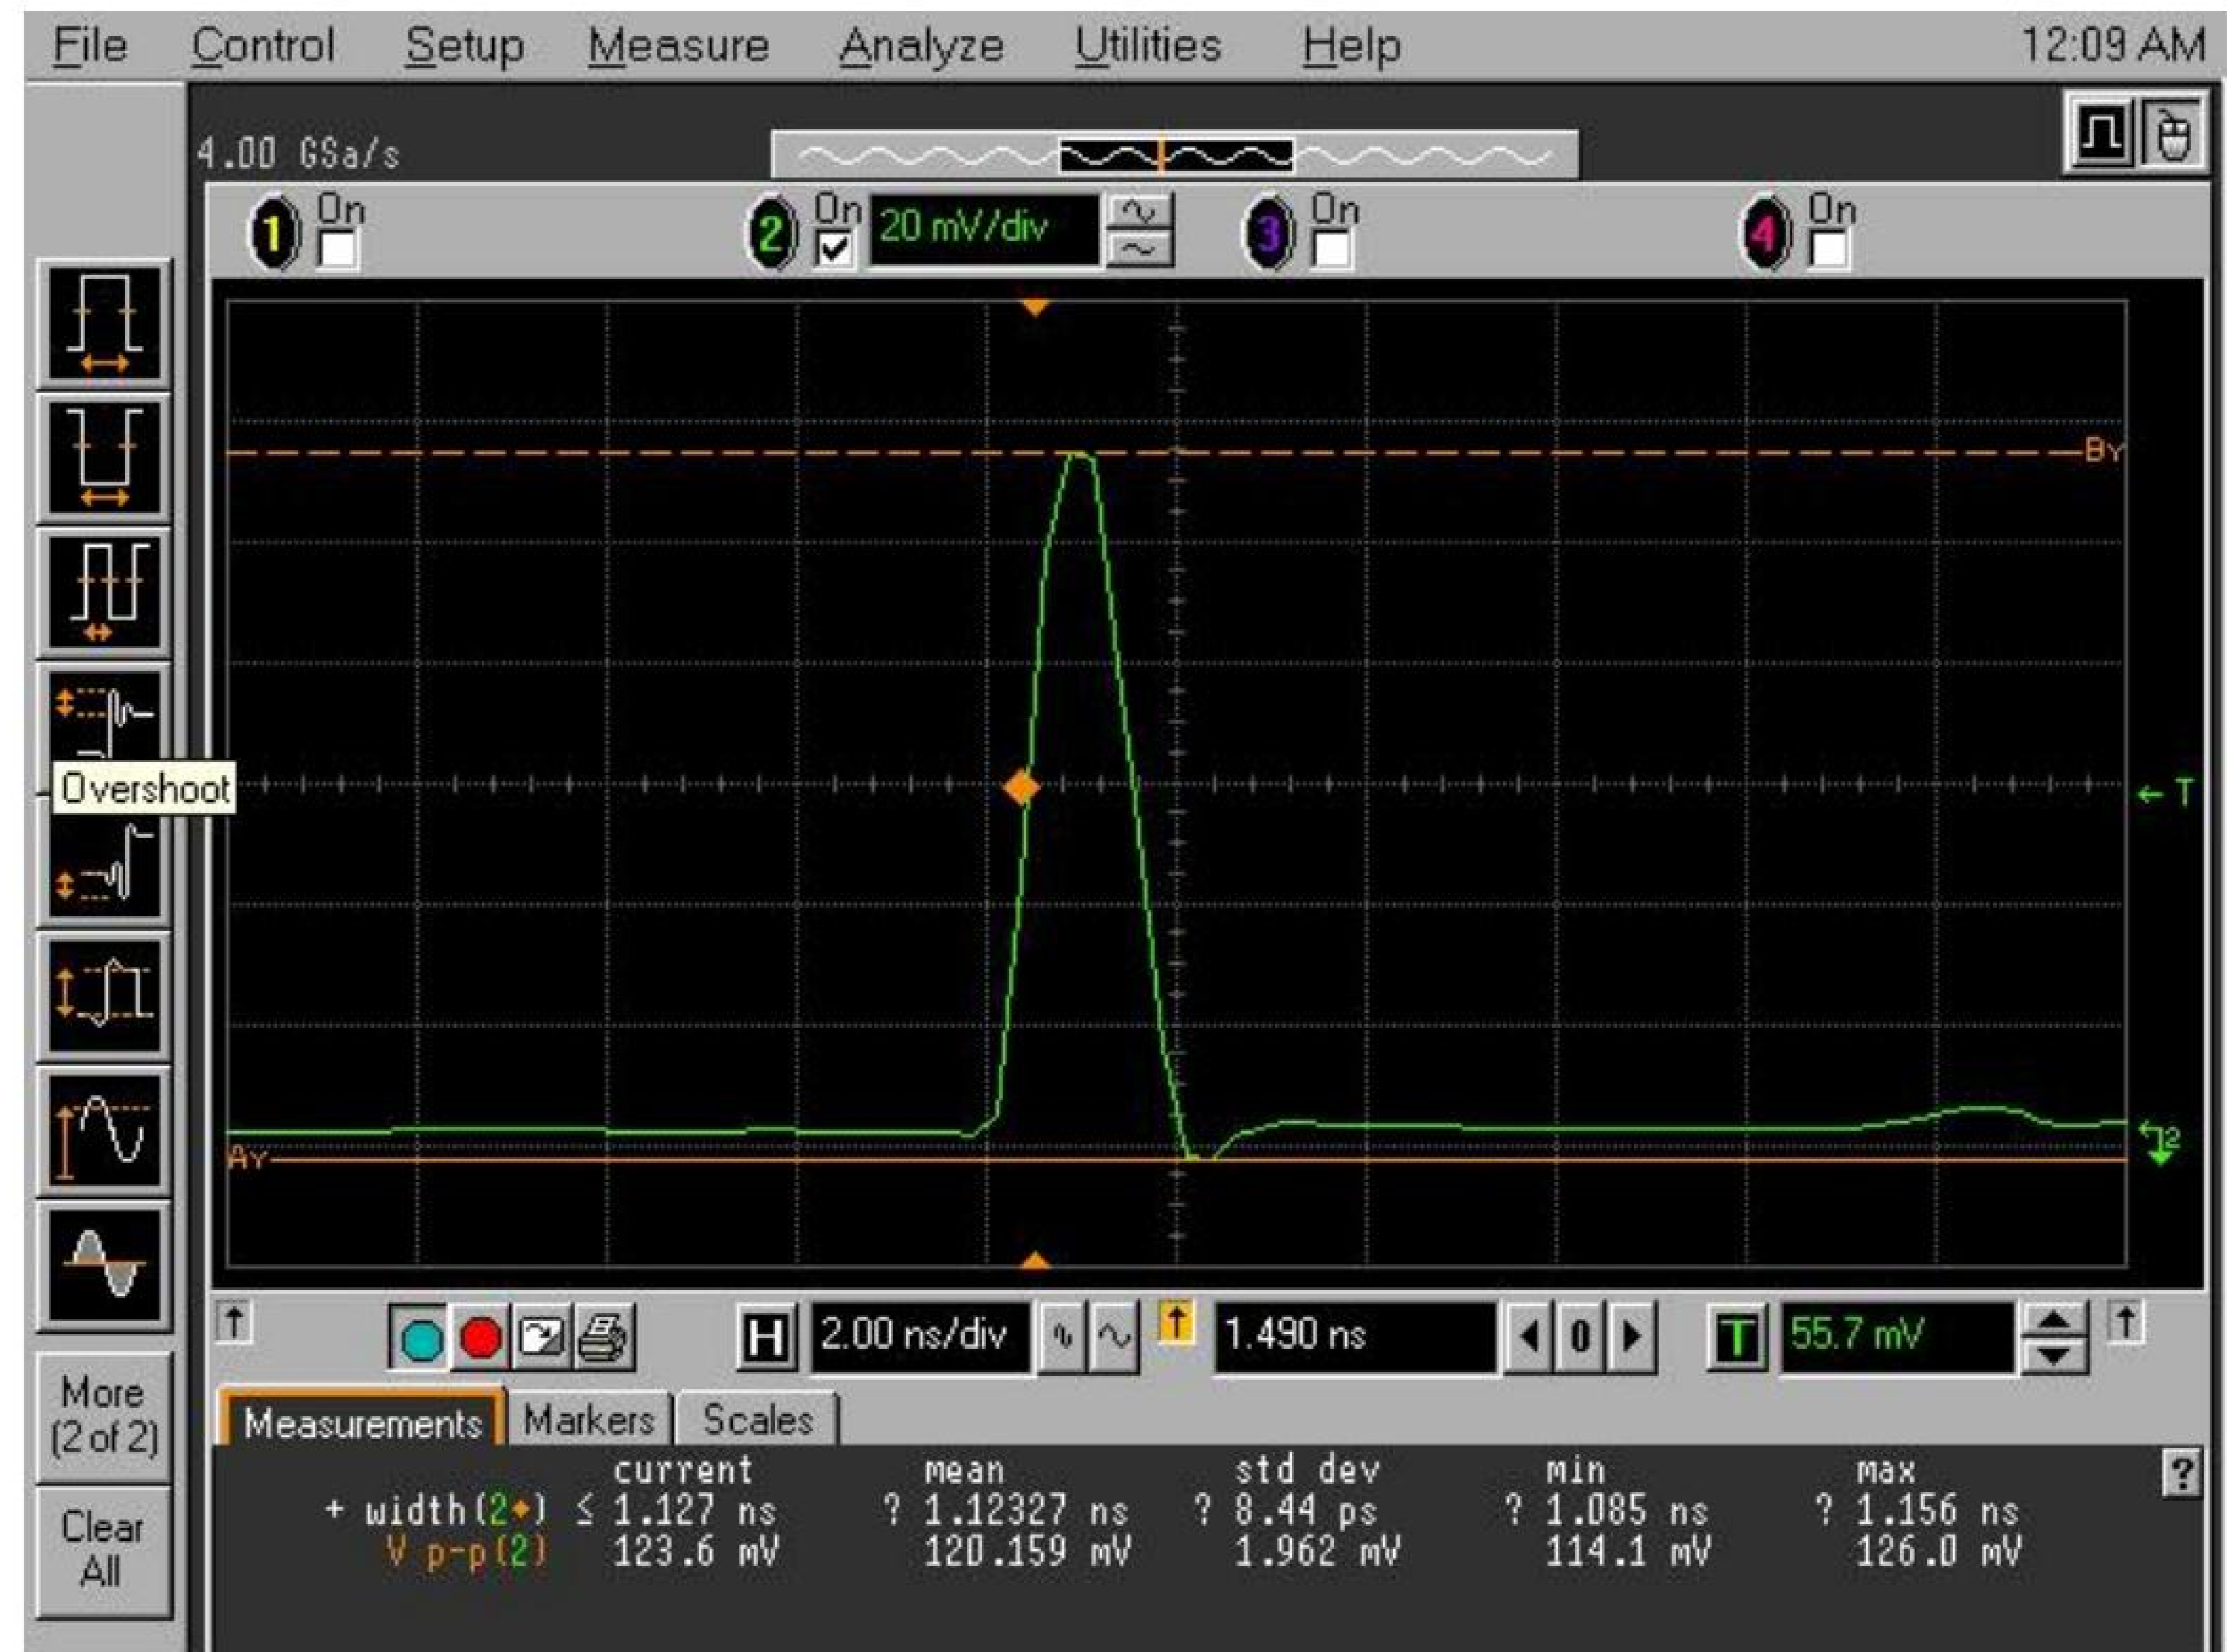 File Control Setup Measure Analyze Utilities Help 12:09 AM
4.00 GSa/s
1 On 2 On 20 mV/div 3 On 4 On
By
Overshoot
← T
Ay
2
H 2.00 ns/div 1.490 ns 0 T 55.7 mV
More
(2 of 2)
Clear
All
Measurements Markers Scales
current mean std dev min max ?
+ width(2◆) ≤ 1.127 ns ? 1.12327 ns ? 8.44 ps ? 1.085 ns ? 1.156 ns
V p-p(2) 123.6 mV 120.159 mV 1.962 mV 114.1 mV 126.0 mV